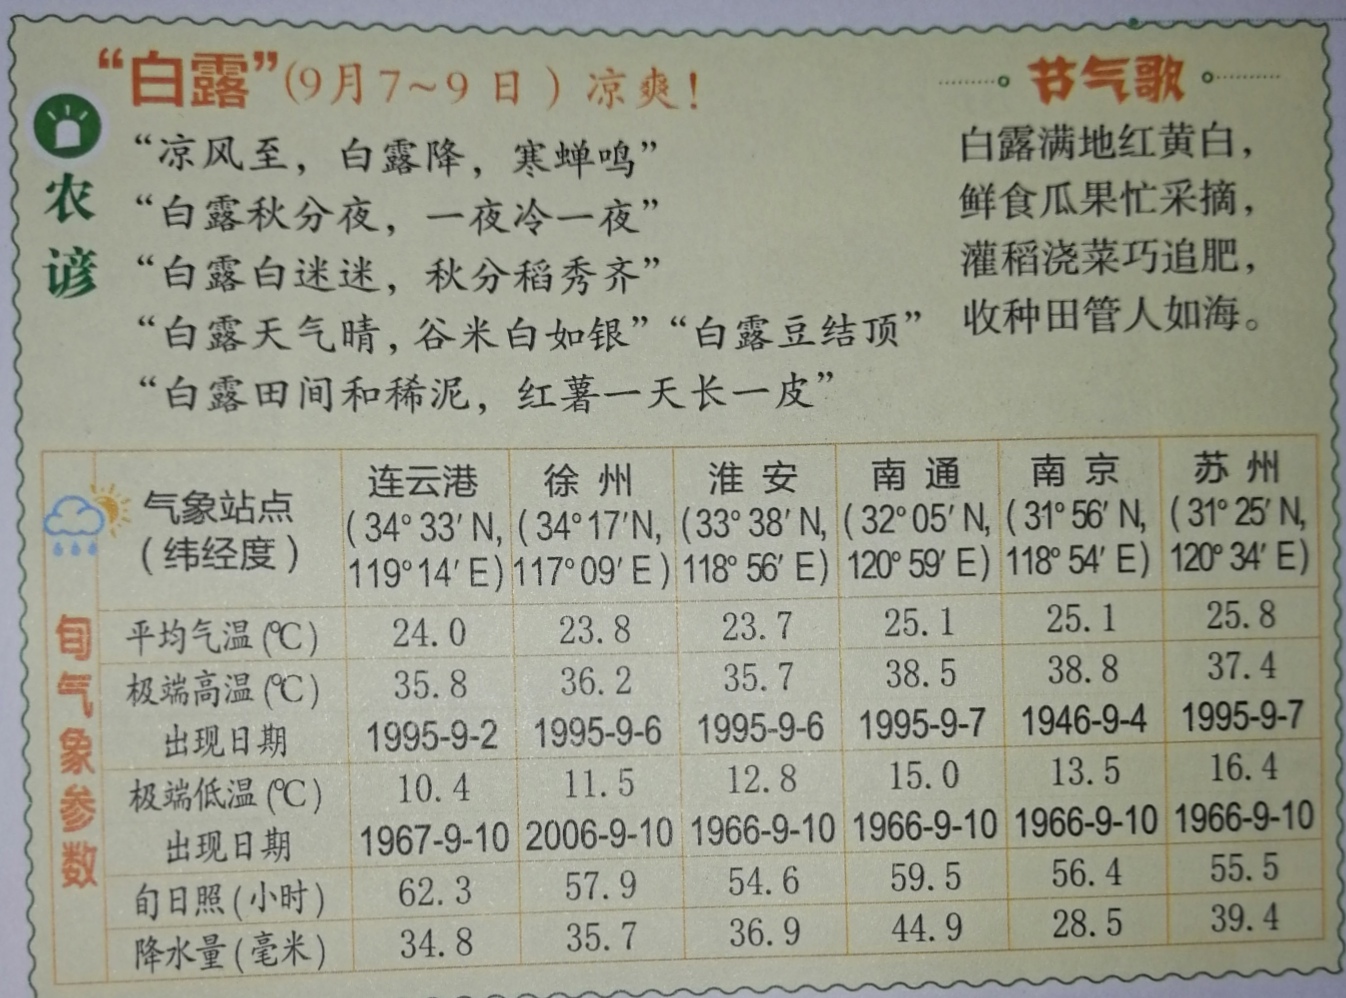 “白露”(9月7~9日）凉爽！
农谚
“凉风至，白露降，寒蝉鸣”
“白露秋分夜，一夜冷一夜”
“白露白迷迷，秋分稻秀齐”
“白露天气晴，谷米白如银”“白露豆结顶”
“白露田间和稀泥，红薯一天长一皮”
节气歌
白露满地红黄白，
鲜食瓜果忙采摘，
灌稻浇菜巧追肥，
收种田管人如海。
旬气象参数
气象站点（纬经度） 连云港（34°33′N, 119°14′E） 徐州（34°17′N, 117°09′E） 淮安（33°38′N, 118°56′E） 南通（32°05′N, 120°59′E） 南京（31°56′N, 118°54′E） 苏州（31°25′N, 120°34′E）
平均气温(℃) 24.0 23.8 23.7 25.1 25.1 25.8
极端高温(℃) 35.8 36.2 35.7 38.5 38.8 37.4
出现日期 1995-9-2 1995-9-6 1995-9-6 1995-9-7 1946-9-4 1995-9-7
极端低温(℃) 10.4 11.5 12.8 15.0 13.5 16.4
出现日期 1967-9-10 2006-9-10 1966-9-10 1966-9-10 1966-9-10 1966-9-10
旬日照(小时) 62.3 57.9 54.6 59.5 56.4 55.5
降水量(毫米) 34.8 35.7 36.9 44.9 28.5 39.4